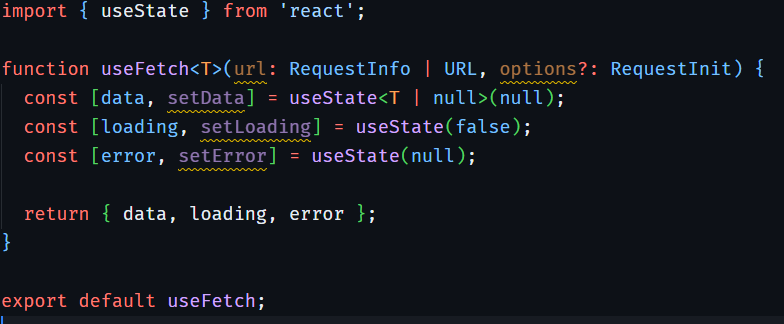 import { useState } from 'react';
function useFetch<T>(url: RequestInfo | URL, options?: RequestInit) {
  const [data, setData] = useState<T | null>(null);
  const [loading, setLoading] = useState(false);
  const [error, setError] = useState(null);
  return { data, loading, error };
}
export default useFetch;